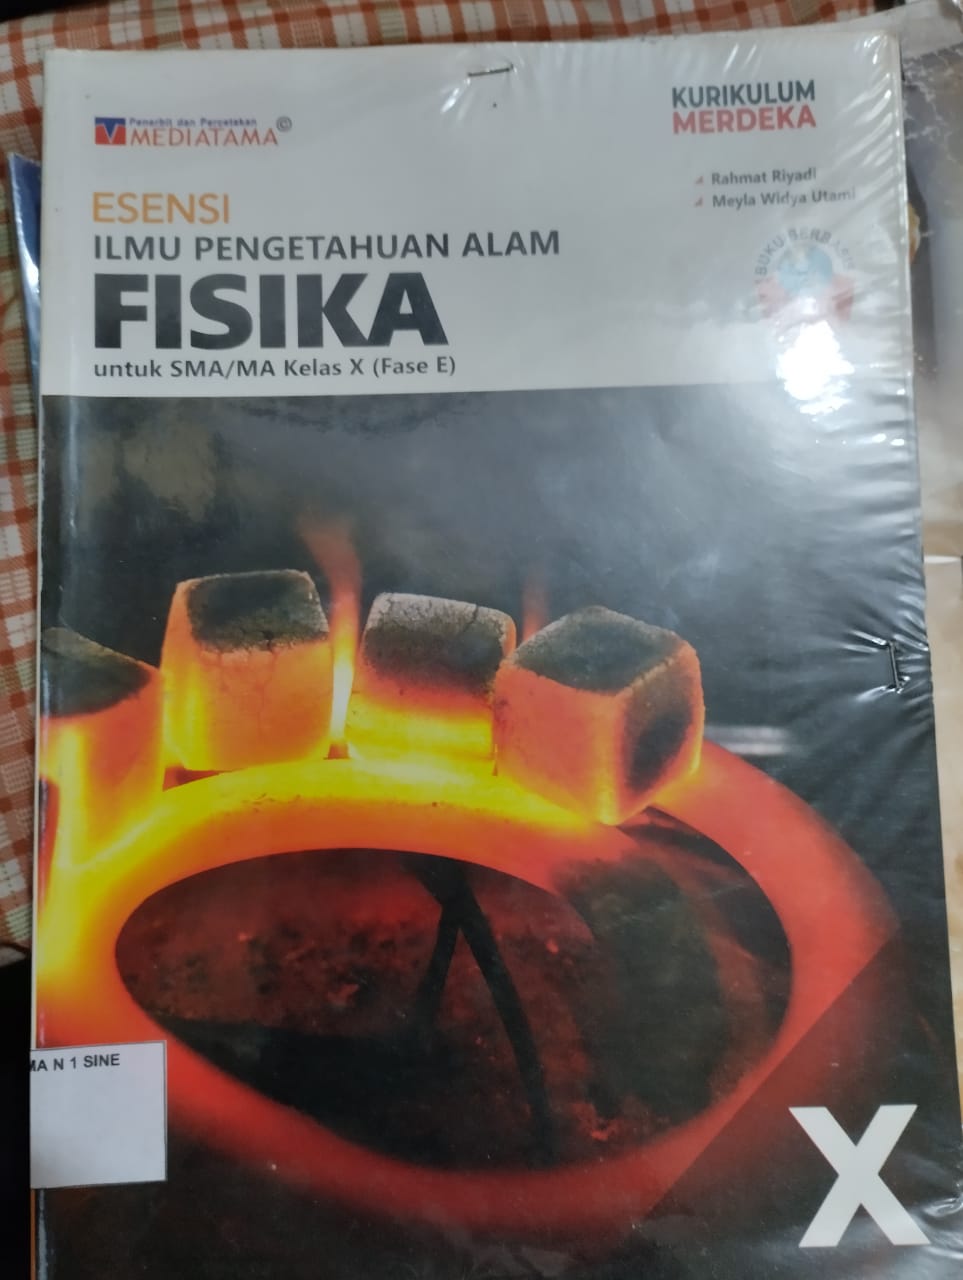 Penerbit dan Percetakan
MEDIATAMA©
KURIKULUM
MERDEKA
Rahmat Riyadi
Meyla Widya Utami
ESENSI
ILMU PENGETAHUAN ALAM
FISIKA
untuk SMA/MA Kelas X (Fase E)
BUKU
MA N 1 SINE
X